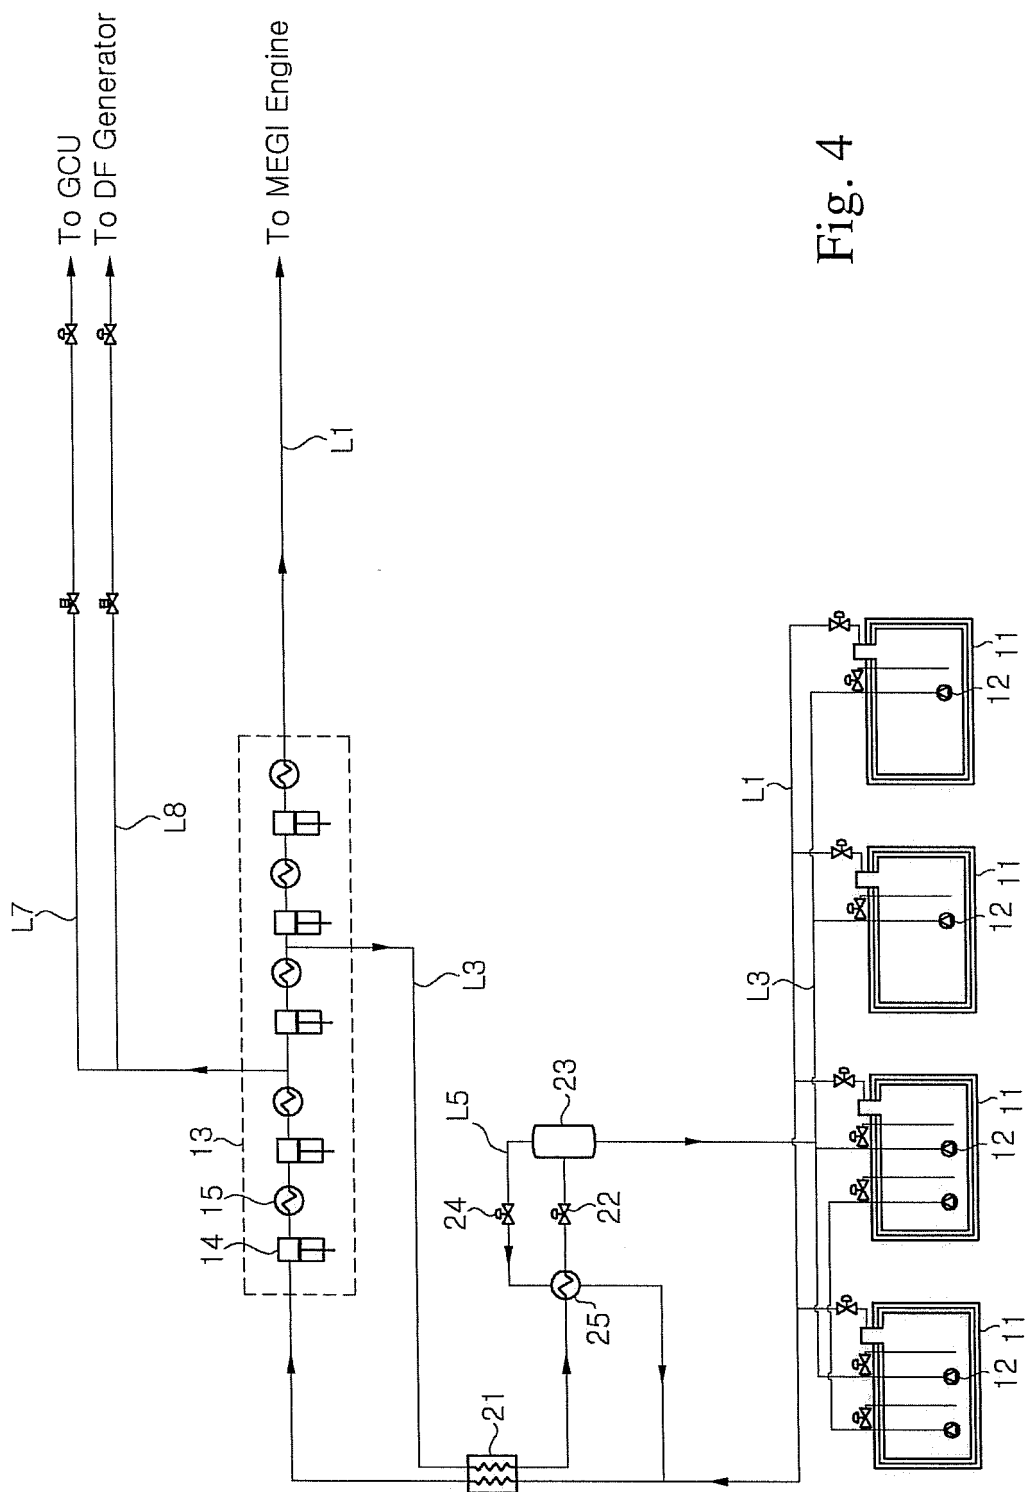 To GCU
To DF Generator
To MEGI Engine
L7
L8
L1
13
15
14
L3
L5
24
23
22
25
21
L1
L3
11
12
11
12
11
12
11
12
Fig. 4